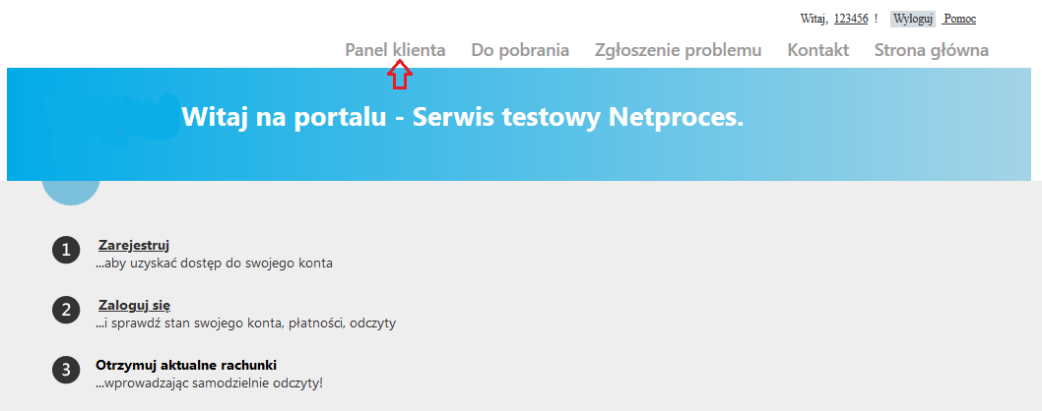 Witaj, 123456 ! Wyloguj Pomoc
Panel klienta Do pobrania Zgłoszenie problemu Kontakt Strona główna
Witaj na portalu - Serwis testowy Netproces.
1 Zarejestruj
...aby uzyskać dostęp do swojego konta
2 Zaloguj się
...i sprawdź stan swojego konta, płatności, odczyty
3 Otrzymuj aktualne rachunki
...wprowadzając samodzielnie odczyty!